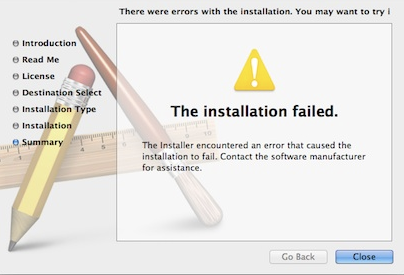 There were errors with the installation. You may want to try i
Introduction
Read Me
License
Destination Select
Installation Type
Installation
Summary
The installation failed.
The Installer encountered an error that caused the
installation to fail. Contact the software manufacturer
for assistance.
Go Back
Close